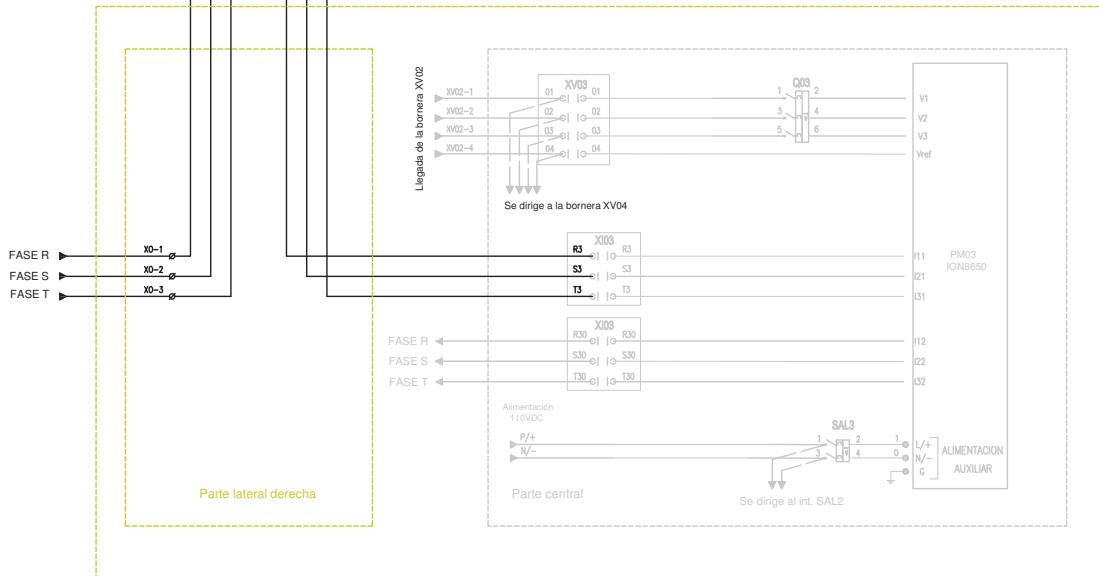 Llegada de la bornera XV02
XV03
Q03
XV02-1 01 01 1 2 V1
XV02-2 02 02 3 4 V2
XV02-3 03 03 5 6 V3
XV02-4 04 04 Vref
Se dirige a la bornera XV04
XI03
FASE R X0-1 R3 R3 I11
PM03
ION8650
FASE S X0-2 S3 S3 I21
FASE T X0-3 T3 T3 I31
XI03
FASE R R30 R30 I12
FASE S S30 S30 I22
FASE T T30 T30 I32
Alimentación
110VDC
SAL3
P/+ 1 2 1 L/+
N/- 3 4 0 N/-
G
ALIMENTACION
AUXILIAR
Parte lateral derecha
Parte central
Se dirige al int. SAL2